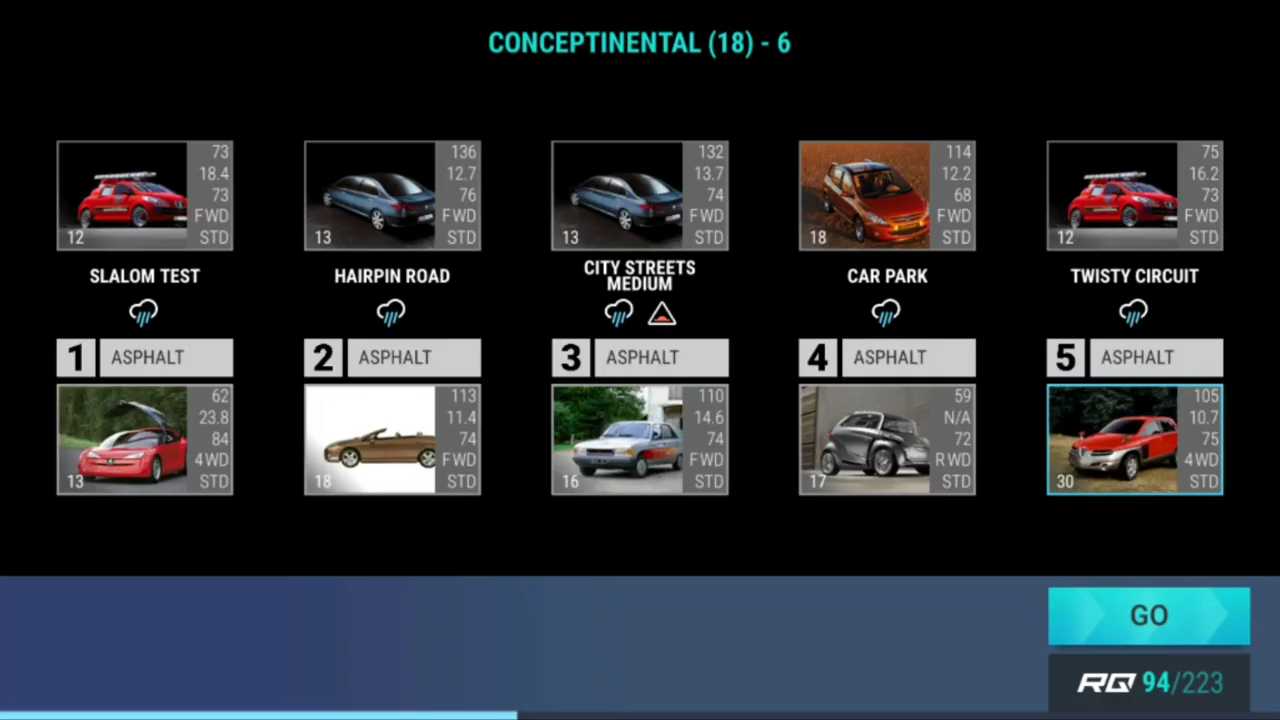 CONCEPTINENTAL (18) - 6
73
18.4
73
FWD
12
STD
136
12.7
76
FWD
13
STD
132
13.7
74
FWD
13
STD
114
12.2
68
FWD
18
STD
75
16.2
73
FWD
12
STD
SLALOM TEST
HAIRPIN ROAD
CITY STREETS
MEDIUM
CAR PARK
TWISTY CIRCUIT
1 ASPHALT
2 ASPHALT
3 ASPHALT
4 ASPHALT
5 ASPHALT
62
23.8
84
4WD
13
STD
113
11.4
74
FWD
18
STD
110
14.6
74
FWD
16
STD
59
N/A
72
RWD
17
STD
105
10.7
75
4WD
30
STD
GO
RQ 94/223